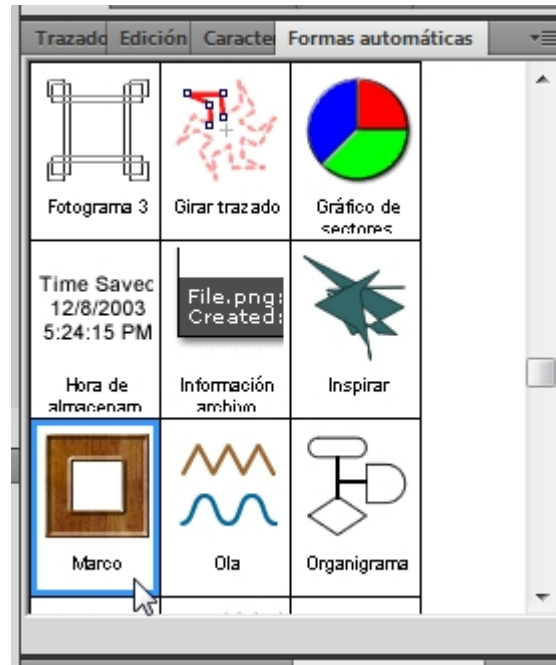 Trazado Edición Caracte Formas automáticas
Fotograma 3
Girar trazado
Gráfico de
sectores
Time Saved
12/8/2003
5:24:15 PM
File.png:
Created:
Hora de
almacenam
Información
archivo
Inspirar
Marco
Ola
Organigrama